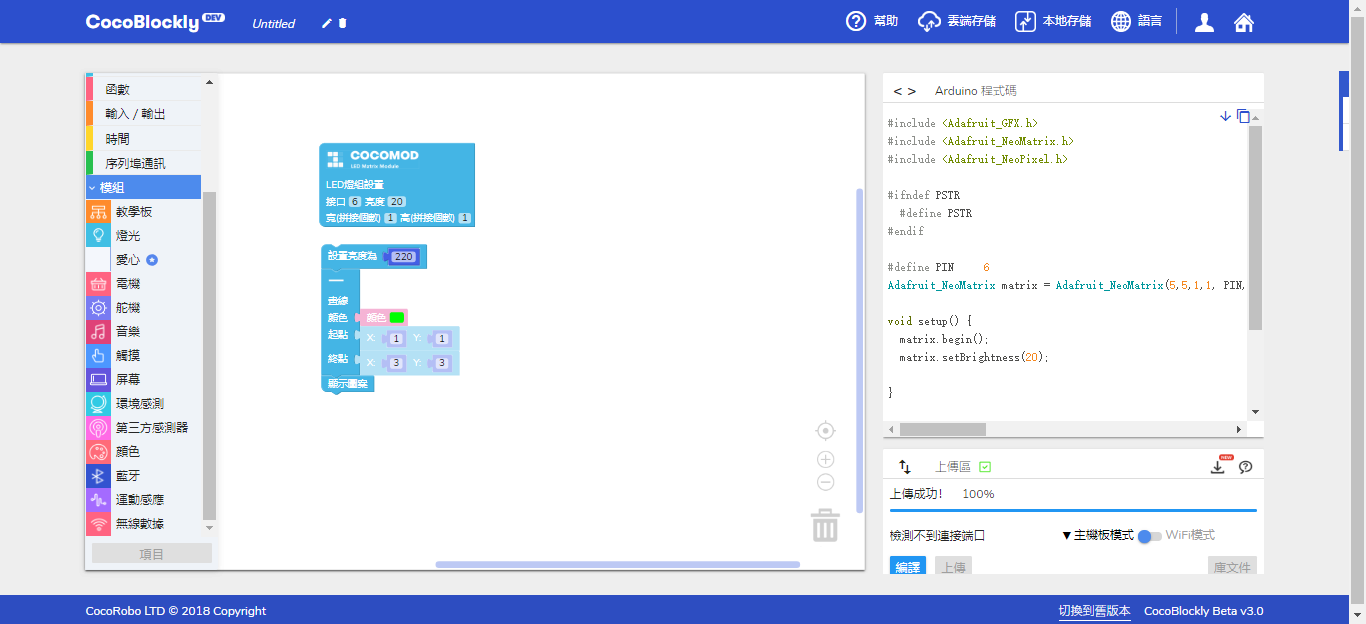 CocoBlockly DEV Untitled 幫助 雲端存儲 本地存儲 語言
函數
輸入 / 輸出
時間
序列埠通訊
模組
教學板
燈光
愛心
電機
舵機
音樂
觸摸
屏幕
環境感測
第三方感測器
顏色
藍牙
運動感應
無線數據
項目
COCOMOD
LED Matrix Module
LED燈組設置
接口 6 亮度 20
寬(拼接個數) 1 高(拼接個數) 1
設置亮度為 220
畫線
顏色 顏色
起點 X: 1 Y: 1
終點 X: 3 Y: 3
顯示圖案
< > Arduino 程式碼
#include <Adafruit_GFX.h>
#include <Adafruit_NeoMatrix.h>
#include <Adafruit_NeoPixel.h>
#ifndef PSTR
#define PSTR
#endif
#define PIN 6
Adafruit_NeoMatrix matrix = Adafruit_NeoMatrix(5,5,1,1, PIN,
void setup() {
matrix.begin();
matrix.setBrightness(20);
}
上傳區 NEW
上傳成功! 100%
檢測不到連接端口 ▼主機板模式 WiFi模式
編譯 上傳 庫文件
CocoRobo LTD © 2018 Copyright 切換到舊版本 CocoBlockly Beta v3.0